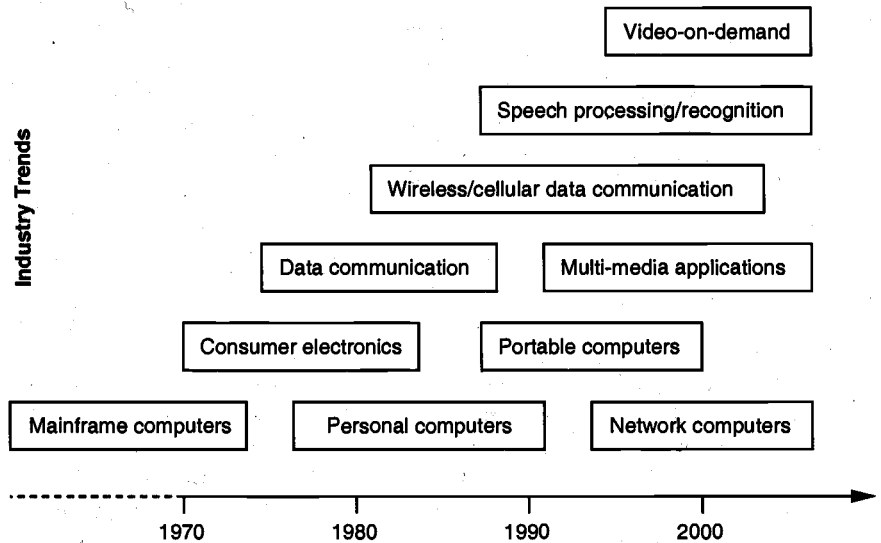 Video-on-demand
Speech processing/recognition
Industry Trends
Wireless/cellular data communication
Data communication
Multi-media applications
Consumer electronics
Portable computers
Mainframe computers
Personal computers
Network computers
1970
1980
1990
2000